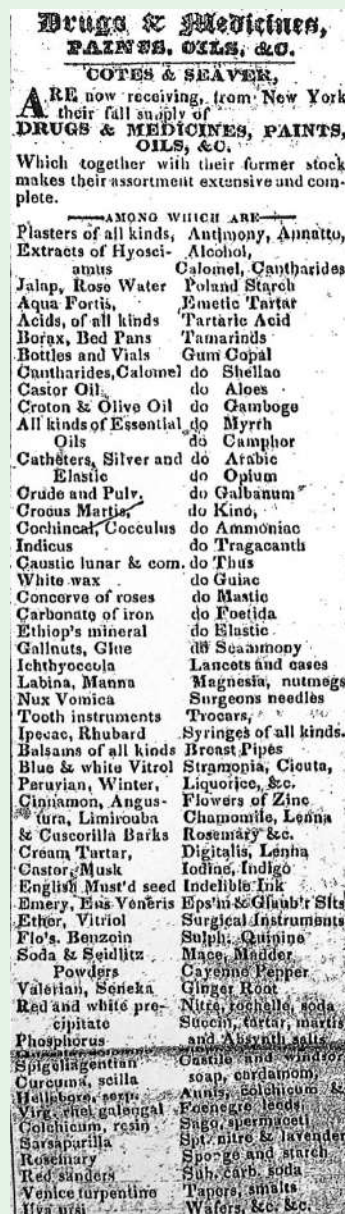 Drugs & Medicines,
PAINTS, OILS, &C.
COTES & SEAVER,
ARE now receiving, from New York
their fall supply of
DRUGS & MEDICINES, PAINTS,
OILS, &C.
Which together with their former stock
makes their assortment extensive and com-
plete.
AMONG WHICH ARE
Plasters of all kinds,
Extracts of Hyosci-
amus
Jalap, Rose Water
Aqua Fortis,
Acids, of all kinds
Borax, Bed Pans
Bottles and Vials
Cantharides, Calomel
Castor Oil
Croton & Olive Oil
All kinds of Essential
Oils
Catheters, Silver and
Elastic
Crude and Pulv.
Crocus Martis,
Cochineal, Cocculus
Indicus
Caustic lunar & com.
White wax
Concerve of roses
Carbonate of iron
Ethiop's mineral
Gallnuts, Glue
Ichthyoccola
Labina, Manna
Nux Vomica
Tooth instruments
Ipecac, Rhubard
Balsams of all kinds
Blue & white Vitrol
Peruvian, Winter,
Cinnamon, Angus-
tura, Limirouba
& Cuscorilla Barks
Cream Tartar,
Castor, Musk
English Must'd seed
Emery, Ens Veneris
Ether, Vitriol
Flo's. Benzoin
Soda & Seidlitz
Powders
Valerian, Seneka
Red and white pre-
cipitate
Phosphorus
Spigeliagentian
Curcuma, scilla
Hellebore, serp.
Virg. rhei galengal
Colchicum, resin
Sarsaparilla
Rosemary
Red sanders
Venice turpentine
Uva ursi
Antimony, Annatto,
Alcohol,
Calomel, Cantharides
Poland Starch
Emetic Tartar
Tartaric Acid
Tamarinds
Gum Copal
do Shellac
do Aloes
do Gamboge
do Myrrh
do Camphor
do Arabic
do Opium
do Galbanum
do Kino,
do Ammoniac
do Tragacanth
do Thus
do Guiac
do Mastic
do Foetida
do Elastic
do Scammony
Lancets and cases
Magnesia, nutmegs
Surgeons needles
Trocars,
Syringes of all kinds.
Breast Pipes
Stramonia, Cicuta,
Liquorice, &c.
Flowers of Zinc
Chamomile, Lenna
Rosemary &c.
Digitalis, Lenna
Iodine, Indigo
Indelible Ink
Eps'm & Glaub'r Slts
Surgical Instruments
Sulph. Quinine
Mace, Madder
Cayenne Pepper
Ginger Root
Nitre, rochelle, soda
Succin, tartar, martis
and Absynth salts
Castile and windsor
soap, cardamom,
Annis, colchicum &
Foenegre
Sago, spermaceti
Spt. nitre & lavender
Sponge and starch
Sub. carb. soda
Tapers, smalts
Wafers, &c. &c.